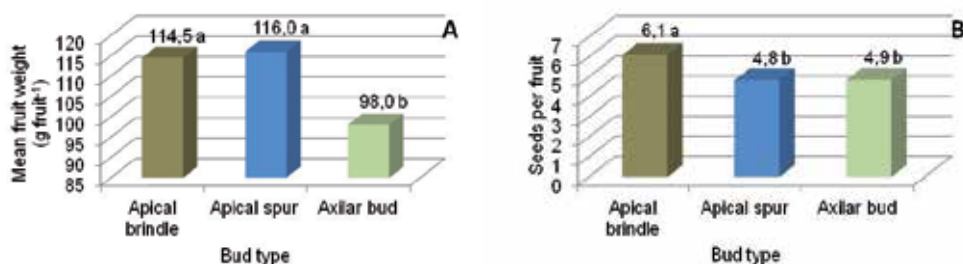 A
Mean fruit weight
(g fruit-1)
120
115
110
105
100
95
90
85
114,5 a
116,0 a
98,0 b
Apical
brindle
Apical spur
Axilar bud
Bud type
B
Seeds per fruit
7
6
5
4
3
2
1
0
6,1 a
4,8 b
4,9 b
Apical
brindle
Apical spur
Axilar bud
Bud type